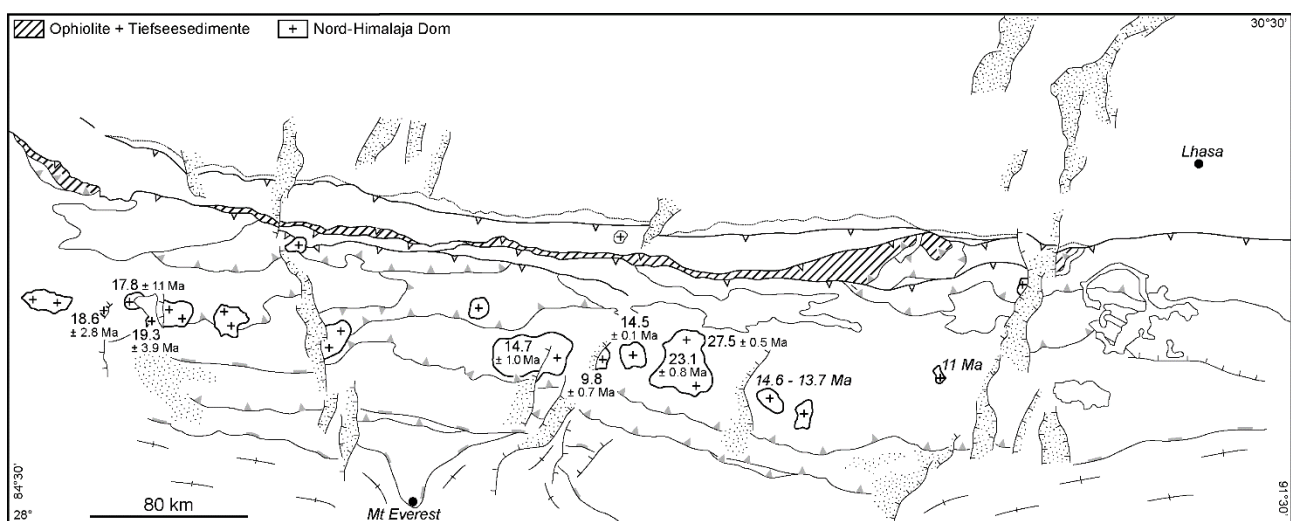 Ophiolite + Tiefseesedimente
Nord-Himalaja Dom
30°30'
Lhasa
17.8 ± 1.1 Ma
18.6
± 2.8 Ma
19.3
± 3.9 Ma
14.7
± 1.0 Ma
9.8
± 0.7 Ma
14.5
± 0.1 Ma
27.5 ± 0.5 Ma
23.1
± 0.8 Ma
14.6 - 13.7 Ma
11 Ma
84°30'
28°
80 km
Mt Everest
91°30'